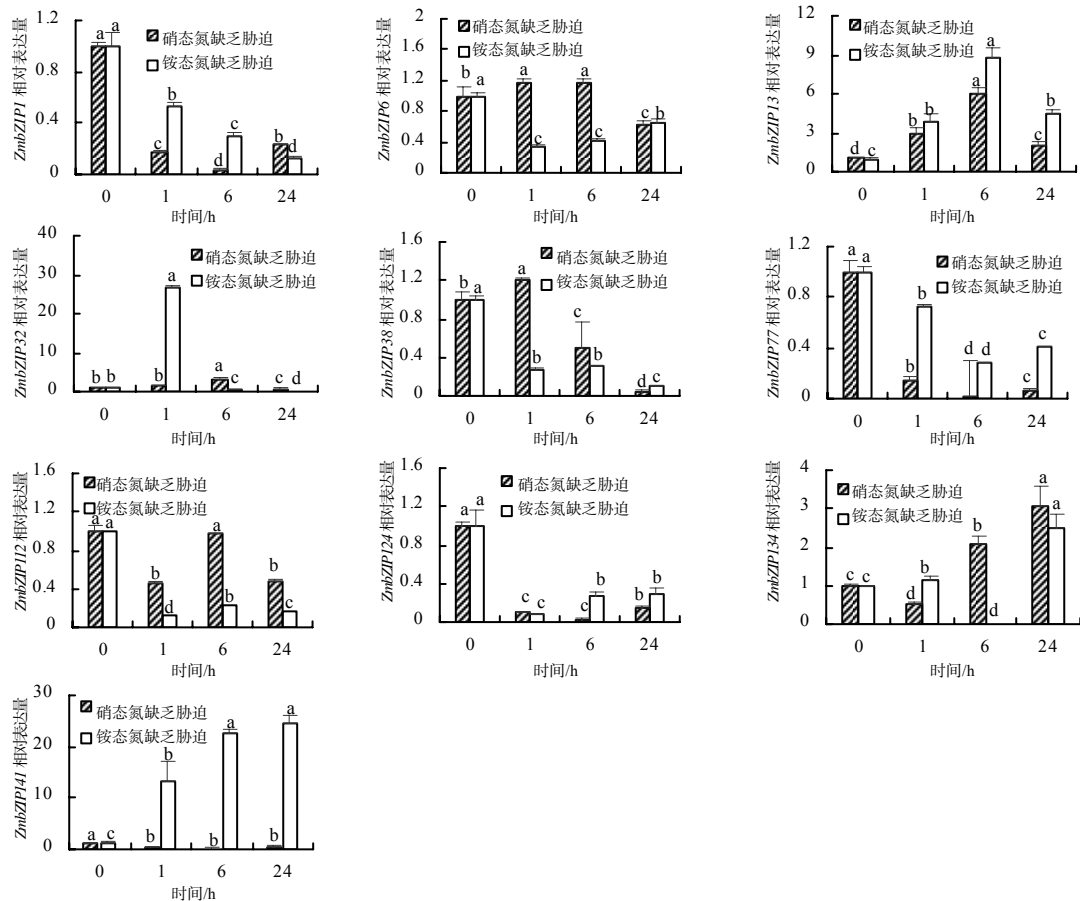 ZmbZIP1 相对表达量
1.2
0.8
0.4
0
硝态氮缺乏胁迫
铵态氮缺乏胁迫
a a
c b
d c
b d
0 1 6 24
时间/h
ZmbZIP6 相对表达量
2
1.6
1.2
0.8
0.4
0
硝态氮缺乏胁迫
铵态氮缺乏胁迫
b a
a c
a c
b b
0 1 6 24
时间/h
ZmbZIP13 相对表达量
12
9
6
3
0
硝态氮缺乏胁迫
铵态氮缺乏胁迫
d c
b b
a a
c b
0 1 6 24
时间/h
ZmbZIP32 相对表达量
40
30
20
10
0
硝态氮缺乏胁迫
铵态氮缺乏胁迫
b b
b a
a c
c d
0 1 6 24
时间/h
ZmbZIP38 相对表达量
1.6
1.2
0.8
0.4
0
硝态氮缺乏胁迫
铵态氮缺乏胁迫
b a
a b
c b
d c
0 1 6 24
时间/h
ZmbZIP77 相对表达量
1.2
0.8
0.4
0
硝态氮缺乏胁迫
铵态氮缺乏胁迫
a a
b b
d d
c c
0 1 6 24
时间/h
ZmbZIP112 相对表达量
1.6
1.2
0.8
0.4
0
硝态氮缺乏胁迫
铵态氮缺乏胁迫
a a
b d
a b
b c
0 1 6 24
时间/h
ZmbZIP124 相对表达量
1.6
1.2
0.8
0.4
0
硝态氮缺乏胁迫
铵态氮缺乏胁迫
a a
c c
c b
b b
0 1 6 24
时间/h
ZmbZIP134 相对表达量
4
3
2
1
0
硝态氮缺乏胁迫
铵态氮缺乏胁迫
c c
d b
b d
a a
0 1 6 24
时间/h
ZmbZIP141 相对表达量
30
20
10
0
硝态氮缺乏胁迫
铵态氮缺乏胁迫
a c
b b
b a
b a
0 1 6 24
时间/h